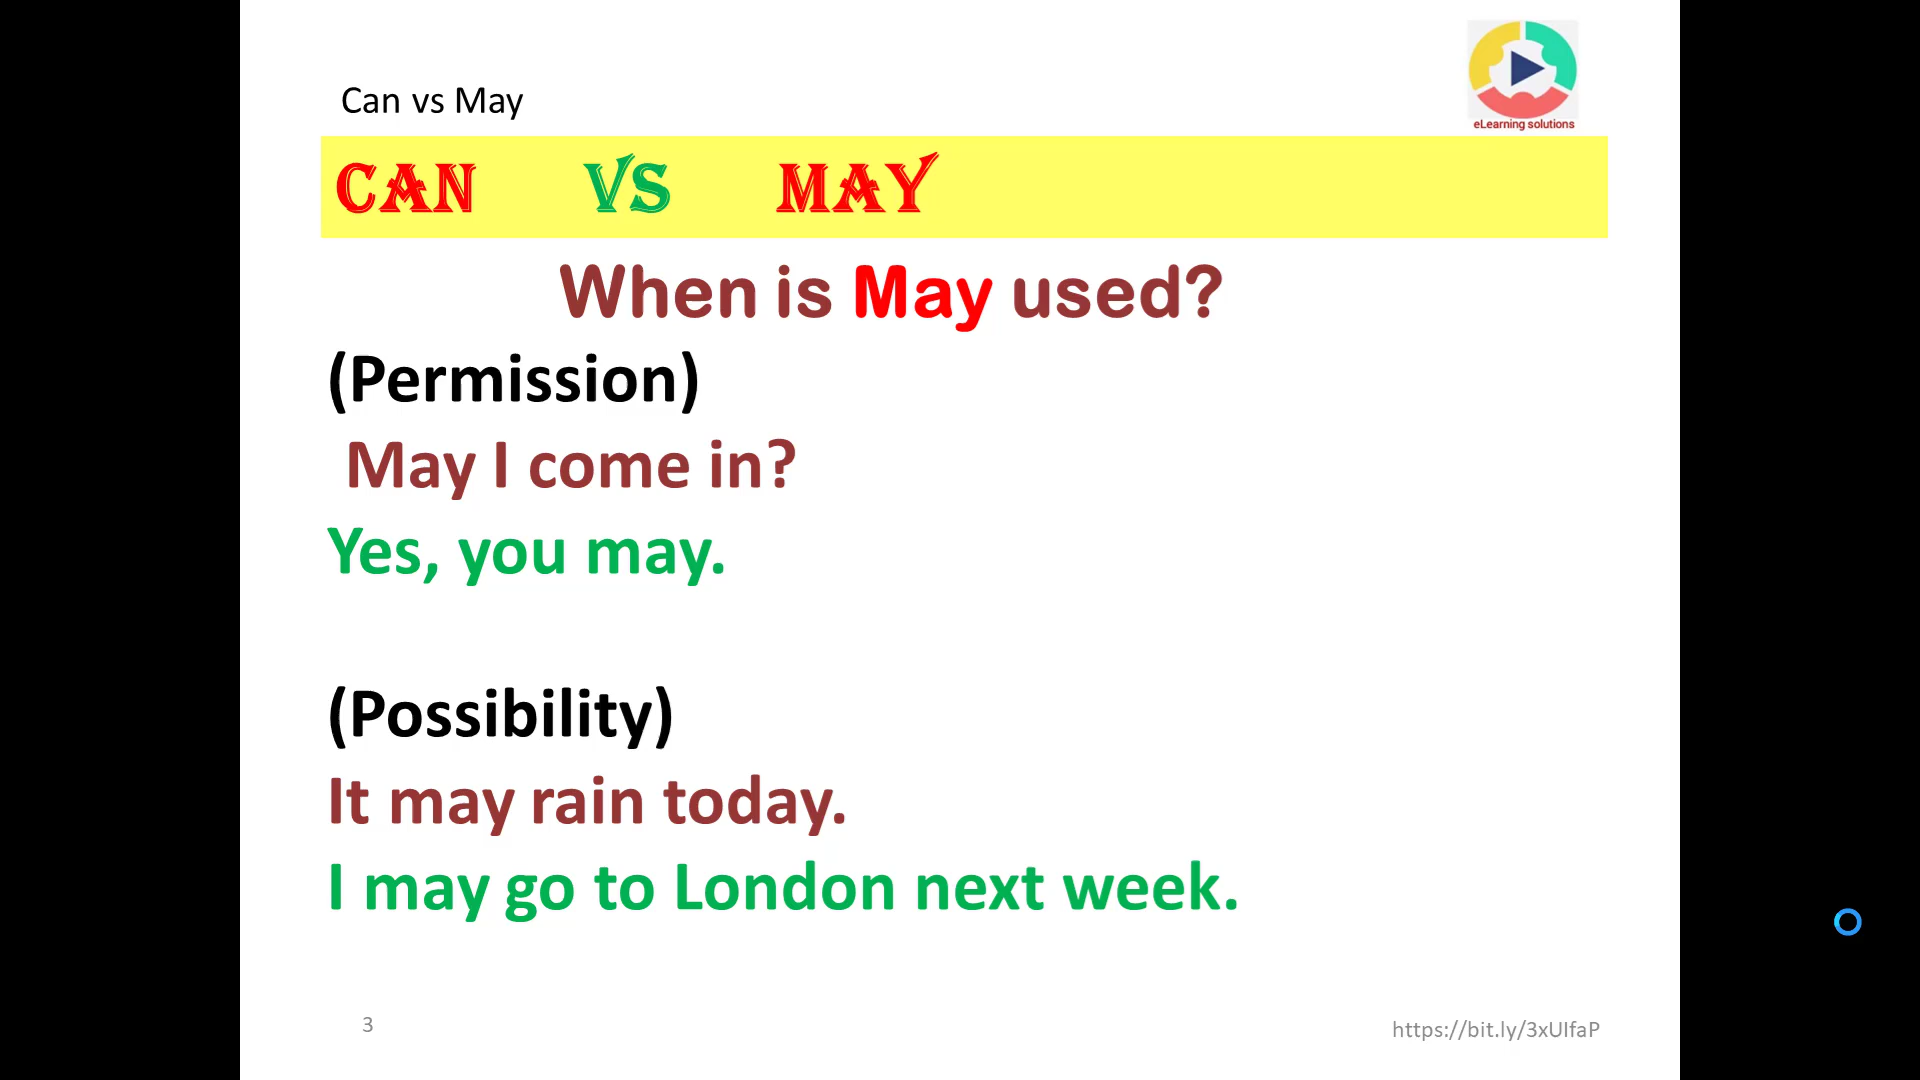 Can vs May
eLearning solutions
CAN VS MAY
When is May used?
(Permission)
May I come in?
Yes, you may.
(Possibility)
It may rain today.
I may go to London next week.
3
https://bit.ly/3xUIfaP